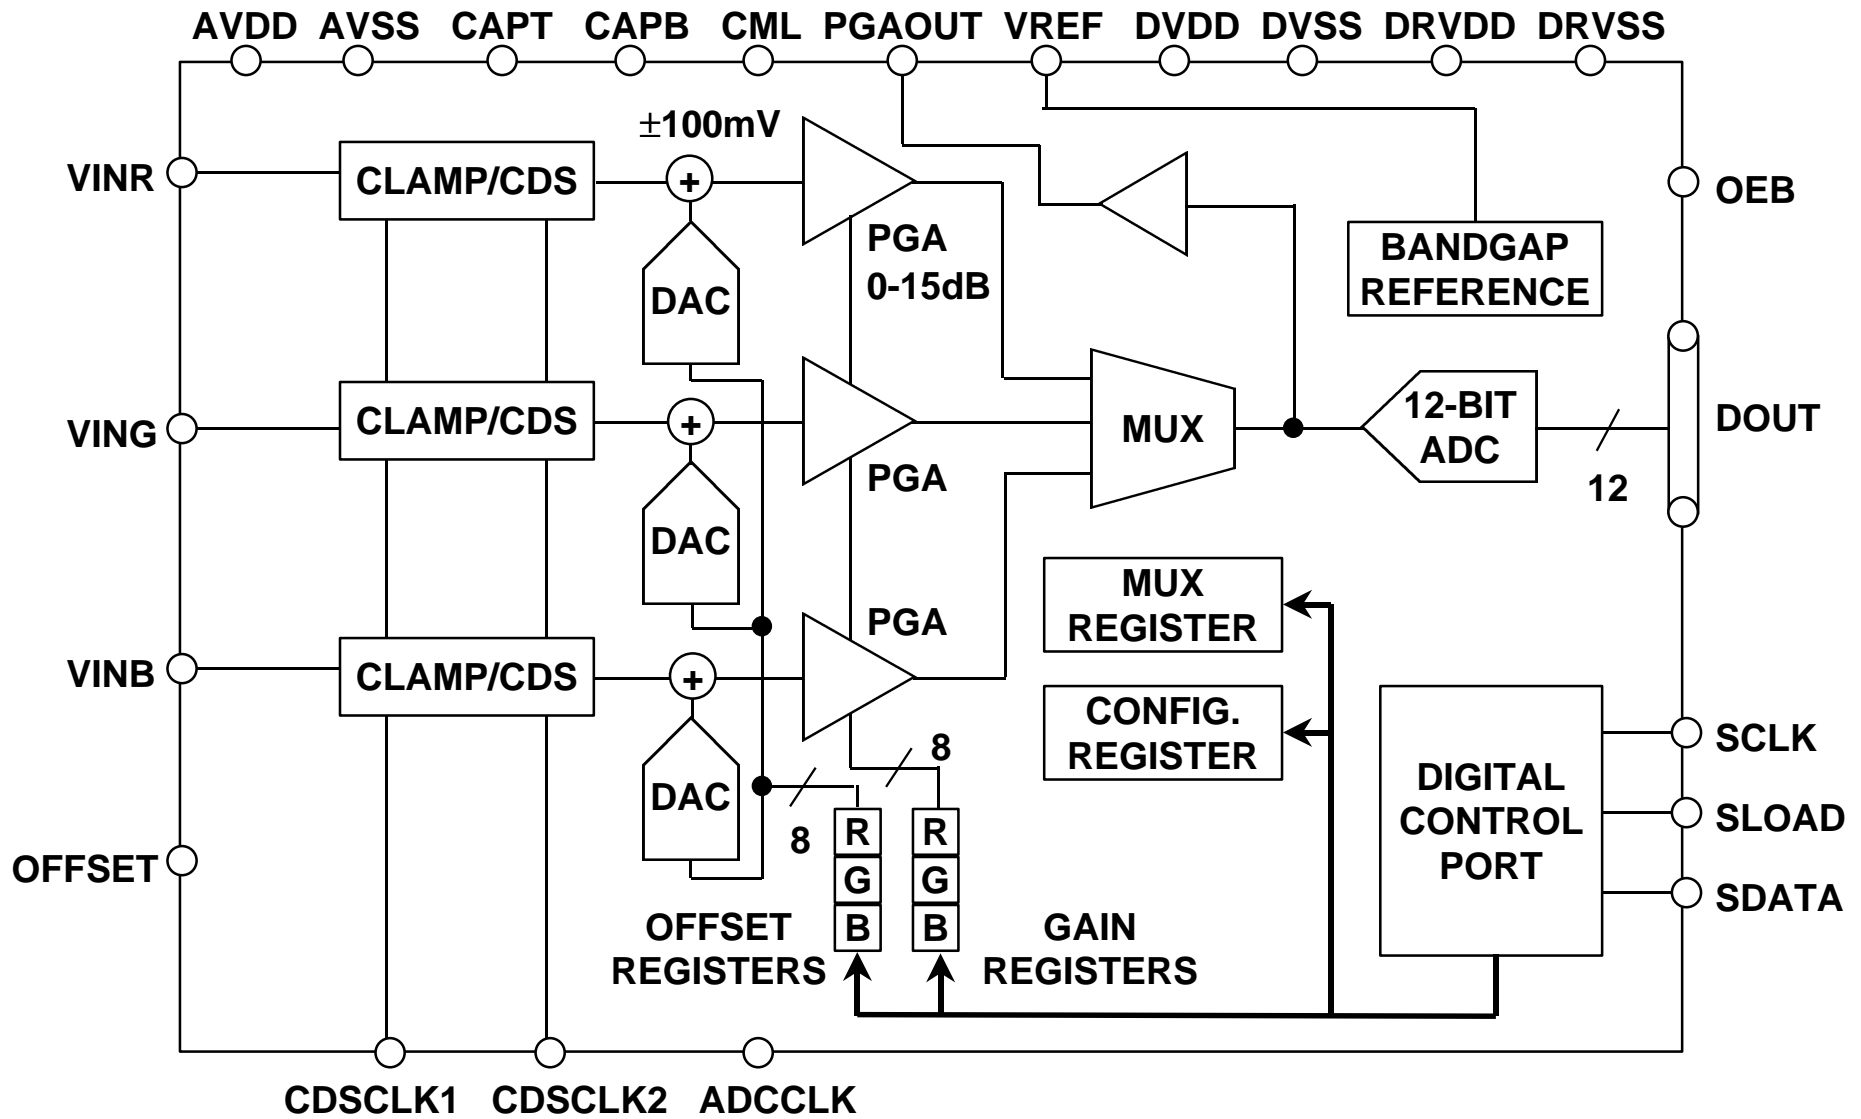 AVDD AVSS CAPT CAPB CML PGAOUT VREF DVDD DVSS DRVDD DRVSS
±100mV
VINR
CLAMP/CDS
+
OEB
PGA
0-15dB
BANDGAP
REFERENCE
DAC
VING
CLAMP/CDS
+
MUX
12-BIT
ADC
DOUT
PGA
12
DAC
MUX
REGISTER
PGA
VINB
CLAMP/CDS
+
CONFIG.
REGISTER
8
SCLK
DAC
DIGITAL
CONTROL
PORT
8
R
G
B
R
G
B
SLOAD
OFFSET
SDATA
OFFSET
REGISTERS
GAIN
REGISTERS
CDSCLK1 CDSCLK2 ADCCLK